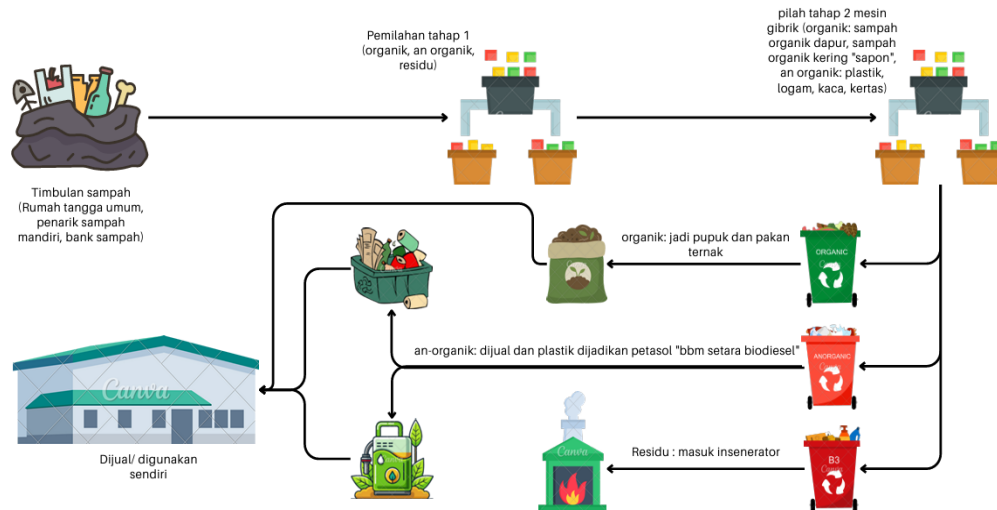 Pemilahan tahap 1
(organik, an organik,
residu)
pilah tahap 2 mesin
gibrik (organik: sampah
organik dapur, sampah
organik kering "sapon",
an organik: plastik,
logam, kaca, kertas)
Timbulan sampah
(Rumah tangga umum,
penarik sampah
mandiri, bank sampah)
organik: jadi pupuk dan pakan
ternak
ORGANIC
an-organik: dijual dan plastik dijadikan petasol "bbm setara biodiesel"
ANORGANIC
Canva
Dijual/ digunakan
sendiri
Canva
Residu : masuk insenerator
B3
Canva